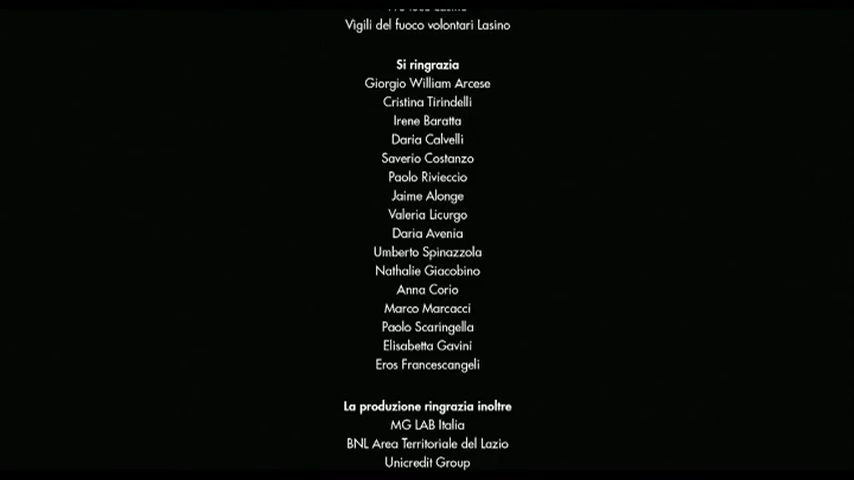 Vigili del fuoco volontari Lasino
Si ringrazia
Giorgio William Arcese
Cristina Tirindelli
Irene Baratta
Daria Calvelli
Saverio Costanzo
Paolo Rivieccio
Jaime Alonge
Valeria Licurgo
Daria Avenia
Umberto Spinazzola
Nathalie Giacobino
Anna Corio
Marco Marcacci
Paolo Scaringella
Elisabetta Gavini
Eros Francescangeli
La produzione ringrazia inoltre
MG LAB Italia
BNL Area Territoriale del Lazio
Unicredit Group